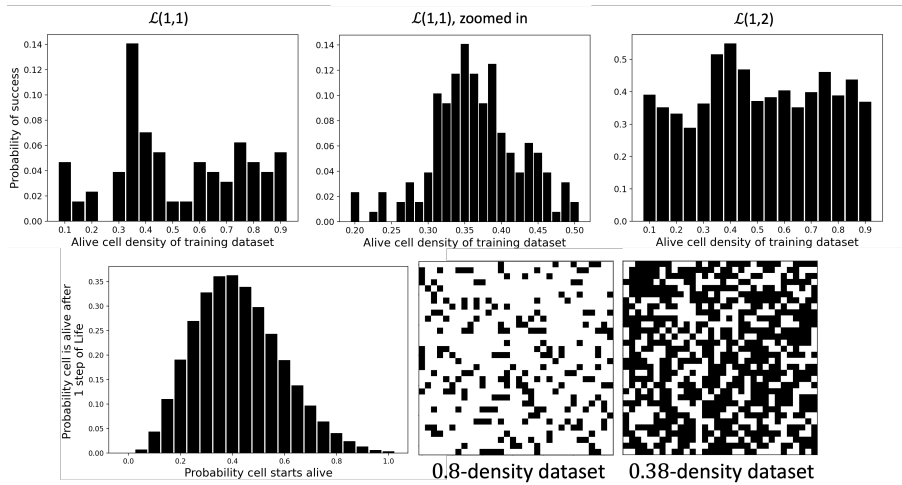 ℒ(1,1)
ℒ(1,1), zoomed in
ℒ(1,2)
0.14
0.12
0.10
0.08
0.06
0.04
0.02
0.00
Probability of success
0.1 0.2 0.3 0.4 0.5 0.6 0.7 0.8 0.9
Alive cell density of training dataset
0.14
0.12
0.10
0.08
0.06
0.04
0.02
0.00
0.20 0.25 0.30 0.35 0.40 0.45 0.50
Alive cell density of training dataset
0.5
0.4
0.3
0.2
0.1
0.0
0.1 0.2 0.3 0.4 0.5 0.6 0.7 0.8 0.9
Alive cell density of training dataset
Probability cell is alive after
1 step of Life
0.35
0.30
0.25
0.20
0.15
0.10
0.05
0.00
0.0 0.2 0.4 0.6 0.8 1.0
Probability cell starts alive
0.8-density dataset
0.38-density dataset